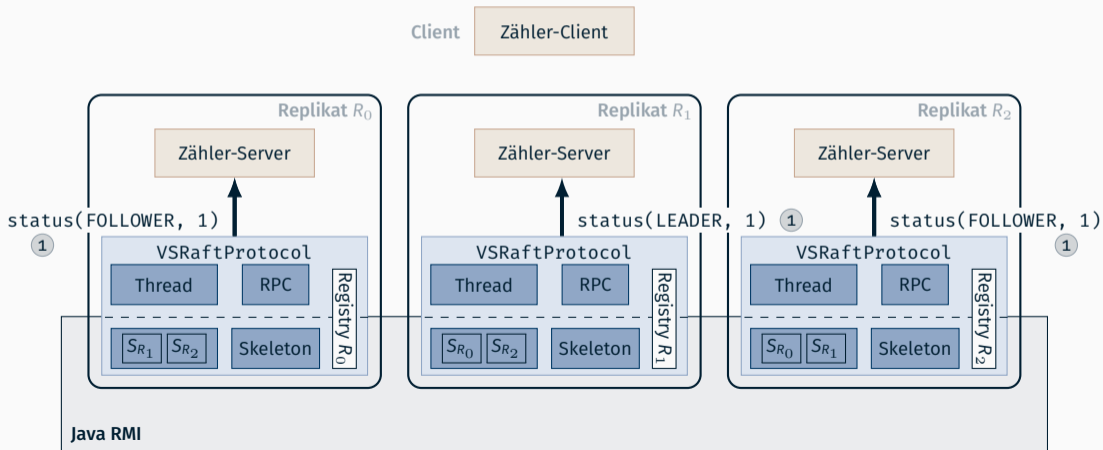 Client
Zähler-Client
Replikat R0
Replikat R1
Replikat R2
Zähler-Server
Zähler-Server
Zähler-Server
status(FOLLOWER, 1)
1
status(LEADER, 1)
1
status(FOLLOWER, 1)
1
VSRaftProtocol
Thread
RPC
Registry R0
SR1
SR2
Skeleton
VSRaftProtocol
Thread
RPC
Registry R1
SR0
SR2
Skeleton
VSRaftProtocol
Thread
RPC
Registry R2
SR0
SR1
Skeleton
Java RMI